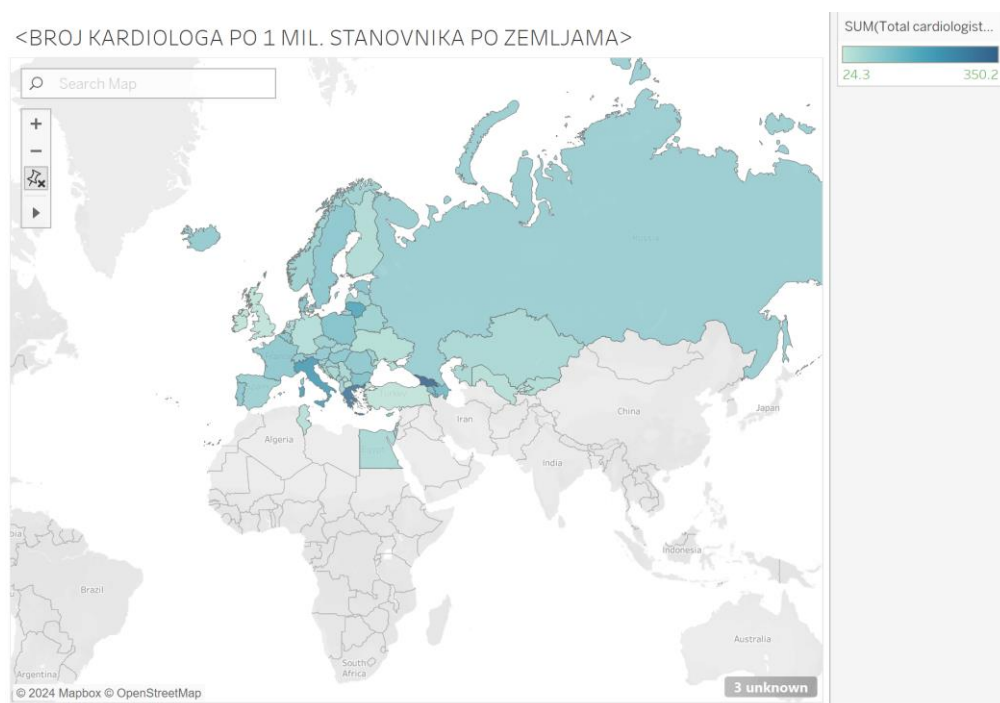 <BROJ KARDIOLOGA PO 1 MIL. STANOVNIKA PO ZEMLJAMA>
SUM(Total cardiologist...
24.3 350.2
Search Map
China
Japan
Iran
Algeria
India
Indonesia
Brazil
Australia
South
Africa
Argentina
© 2024 Mapbox © OpenStreetMap
3 unknown